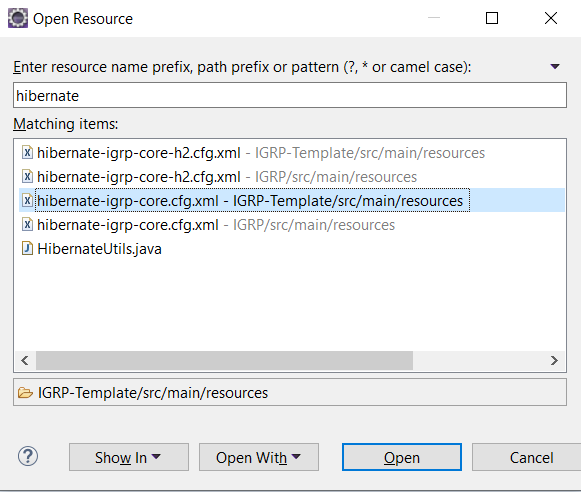 Open Resource
Enter resource name prefix, path prefix or pattern (?, * or camel case):
hibernate
Matching items:
hibernate-igrp-core-h2.cfg.xml - IGRP-Template/src/main/resources
hibernate-igrp-core-h2.cfg.xml - IGRP/src/main/resources
hibernate-igrp-core.cfg.xml - IGRP-Template/src/main/resources
hibernate-igrp-core.cfg.xml - IGRP/src/main/resources
HibernateUtils.java
IGRP-Template/src/main/resources
Show In Open With Open Cancel